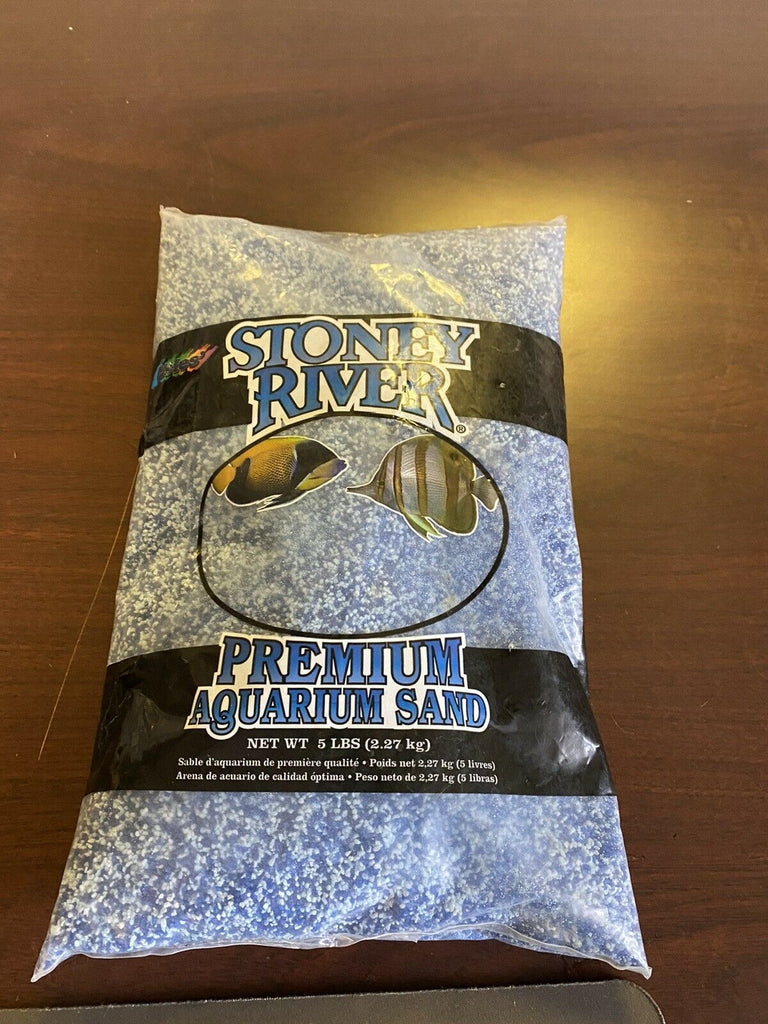 STONEY
RIVER®
PREMIUM
AQUARIUM SAND
NET WT 5 LBS (2.27 kg)
Sable d'aquarium de première qualité • Poids net 2,27 kg (5 livres)
Arena de acuario de calidad óptima • Peso neto de 2,27 kg (5 libras)